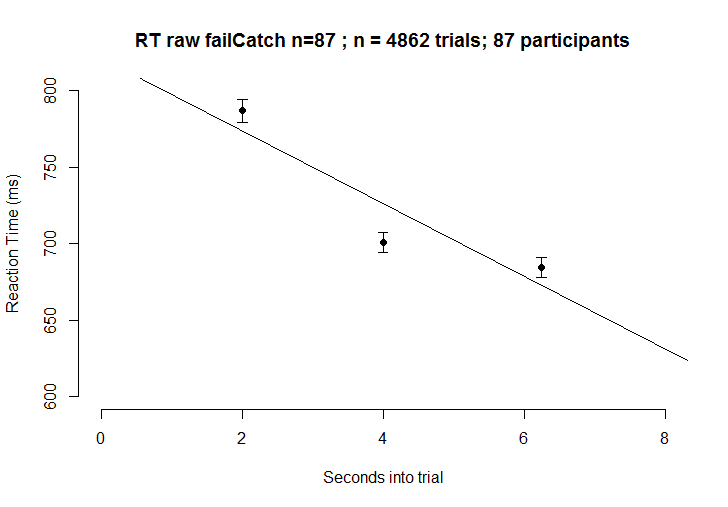 RT raw failCatch n=87 ; n = 4862 trials; 87 participants
Reaction Time (ms)
800
750
700
650
600
0 2 4 6 8
Seconds into trial